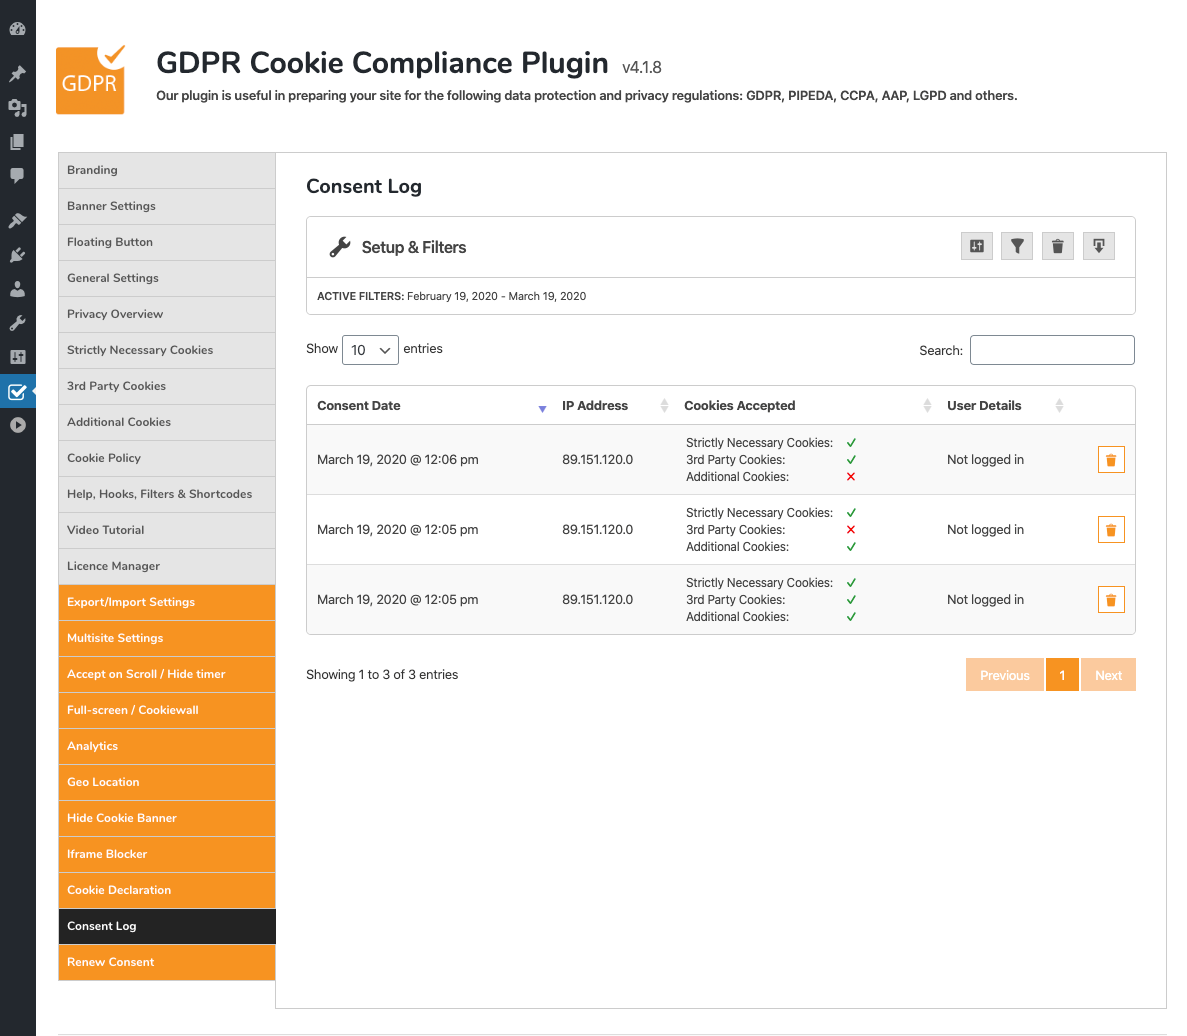 GDPR
GDPR Cookie Compliance Plugin v4.1.8
Our plugin is useful in preparing your site for the following data protection and privacy regulations: GDPR, PIPEDA, CCPA, AAP, LGPD and others.
Branding
Banner Settings
Floating Button
General Settings
Privacy Overview
Strictly Necessary Cookies
3rd Party Cookies
Additional Cookies
Cookie Policy
Help, Hooks, Filters & Shortcodes
Video Tutorial
Licence Manager
Export/Import Settings
Multisite Settings
Accept on Scroll / Hide timer
Full-screen / Cookiewall
Analytics
Geo Location
Hide Cookie Banner
Iframe Blocker
Cookie Declaration
Consent Log
Renew Consent
Consent Log
Setup & Filters
ACTIVE FILTERS: February 19, 2020 - March 19, 2020
Show 10 entries
Search:
Consent Date IP Address Cookies Accepted User Details
Strictly Necessary Cookies:
March 19, 2020 @ 12:06 pm 89.151.120.0 3rd Party Cookies: Not logged in
Additional Cookies:
Strictly Necessary Cookies:
March 19, 2020 @ 12:05 pm 89.151.120.0 3rd Party Cookies: Not logged in
Additional Cookies:
Strictly Necessary Cookies:
March 19, 2020 @ 12:05 pm 89.151.120.0 3rd Party Cookies: Not logged in
Additional Cookies:
Showing 1 to 3 of 3 entries
Previous 1 Next